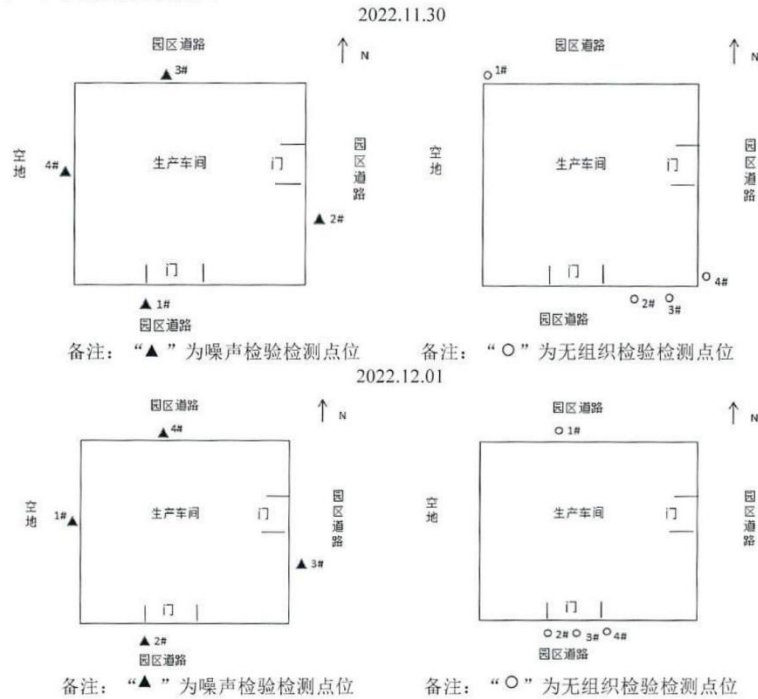 2022.11.30
园区道路
N
3#
空地
4#
生产车间
门
园区道路
2#
门
1#
园区道路
备注：“▲”为噪声检验检测点位
园区道路
N
1#
空地
生产车间
门
园区道路
4#
门
2#
3#
园区道路
备注：“○”为无组织检验检测点位
2022.12.01
园区道路
N
4#
空地
1#
生产车间
门
园区道路
3#
门
2#
园区道路
备注：“▲”为噪声检验检测点位
园区道路
N
1#
空地
生产车间
门
园区道路
门
2# 3# 4#
园区道路
备注：“○”为无组织检验检测点位